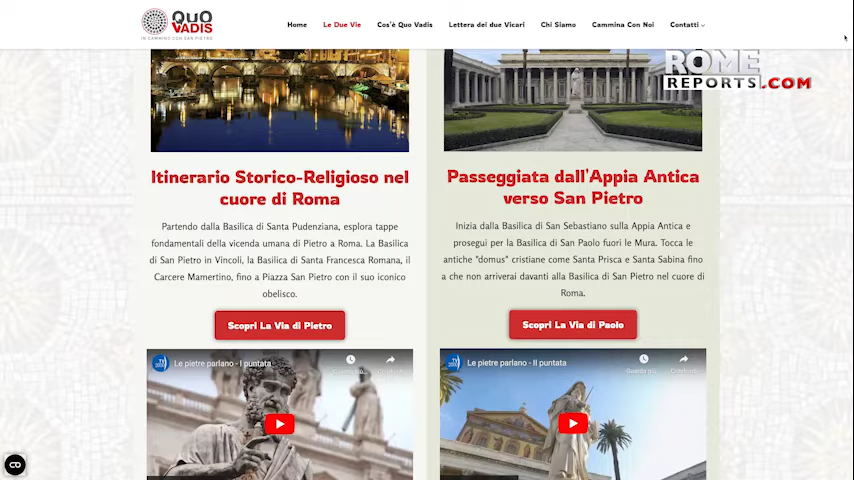 QUO
VADIS
IN CAMMINO CON SAN PIETRO
Home
Le Due Vie
Cos'è Quo Vadis
Lettera dei due Vicari
Chi Siamo
Cammina Con Noi
Contatti
ROME
REPORTS.COM
Itinerario Storico-Religioso nel
cuore di Roma
Partendo dalla Basilica di Santa Pudenziana, esplora tappe
fondamentali della vicenda umana di Pietro a Roma. La Basilica
di San Pietro in Vincoli, la Basilica di Santa Francesca Romana, il
Carcere Mamertino, fino a Piazza San Pietro con il suo iconico
obelisco.
Scopri La Via di Pietro
Le pietre parlano - I puntata
Passeggiata dall'Appia Antica
verso San Pietro
Inizia dalla Basilica di San Sebastiano sulla Appia Antica e
prosegui per la Basilica di San Paolo fuori le Mura. Tocca le
antiche "domus" cristiane come Santa Prisca e Santa Sabina fino
a che non arriverai davanti alla Basilica di San Pietro nel cuore di
Roma.
Scopri La Via di Paolo
Le pietre parlano - II puntata